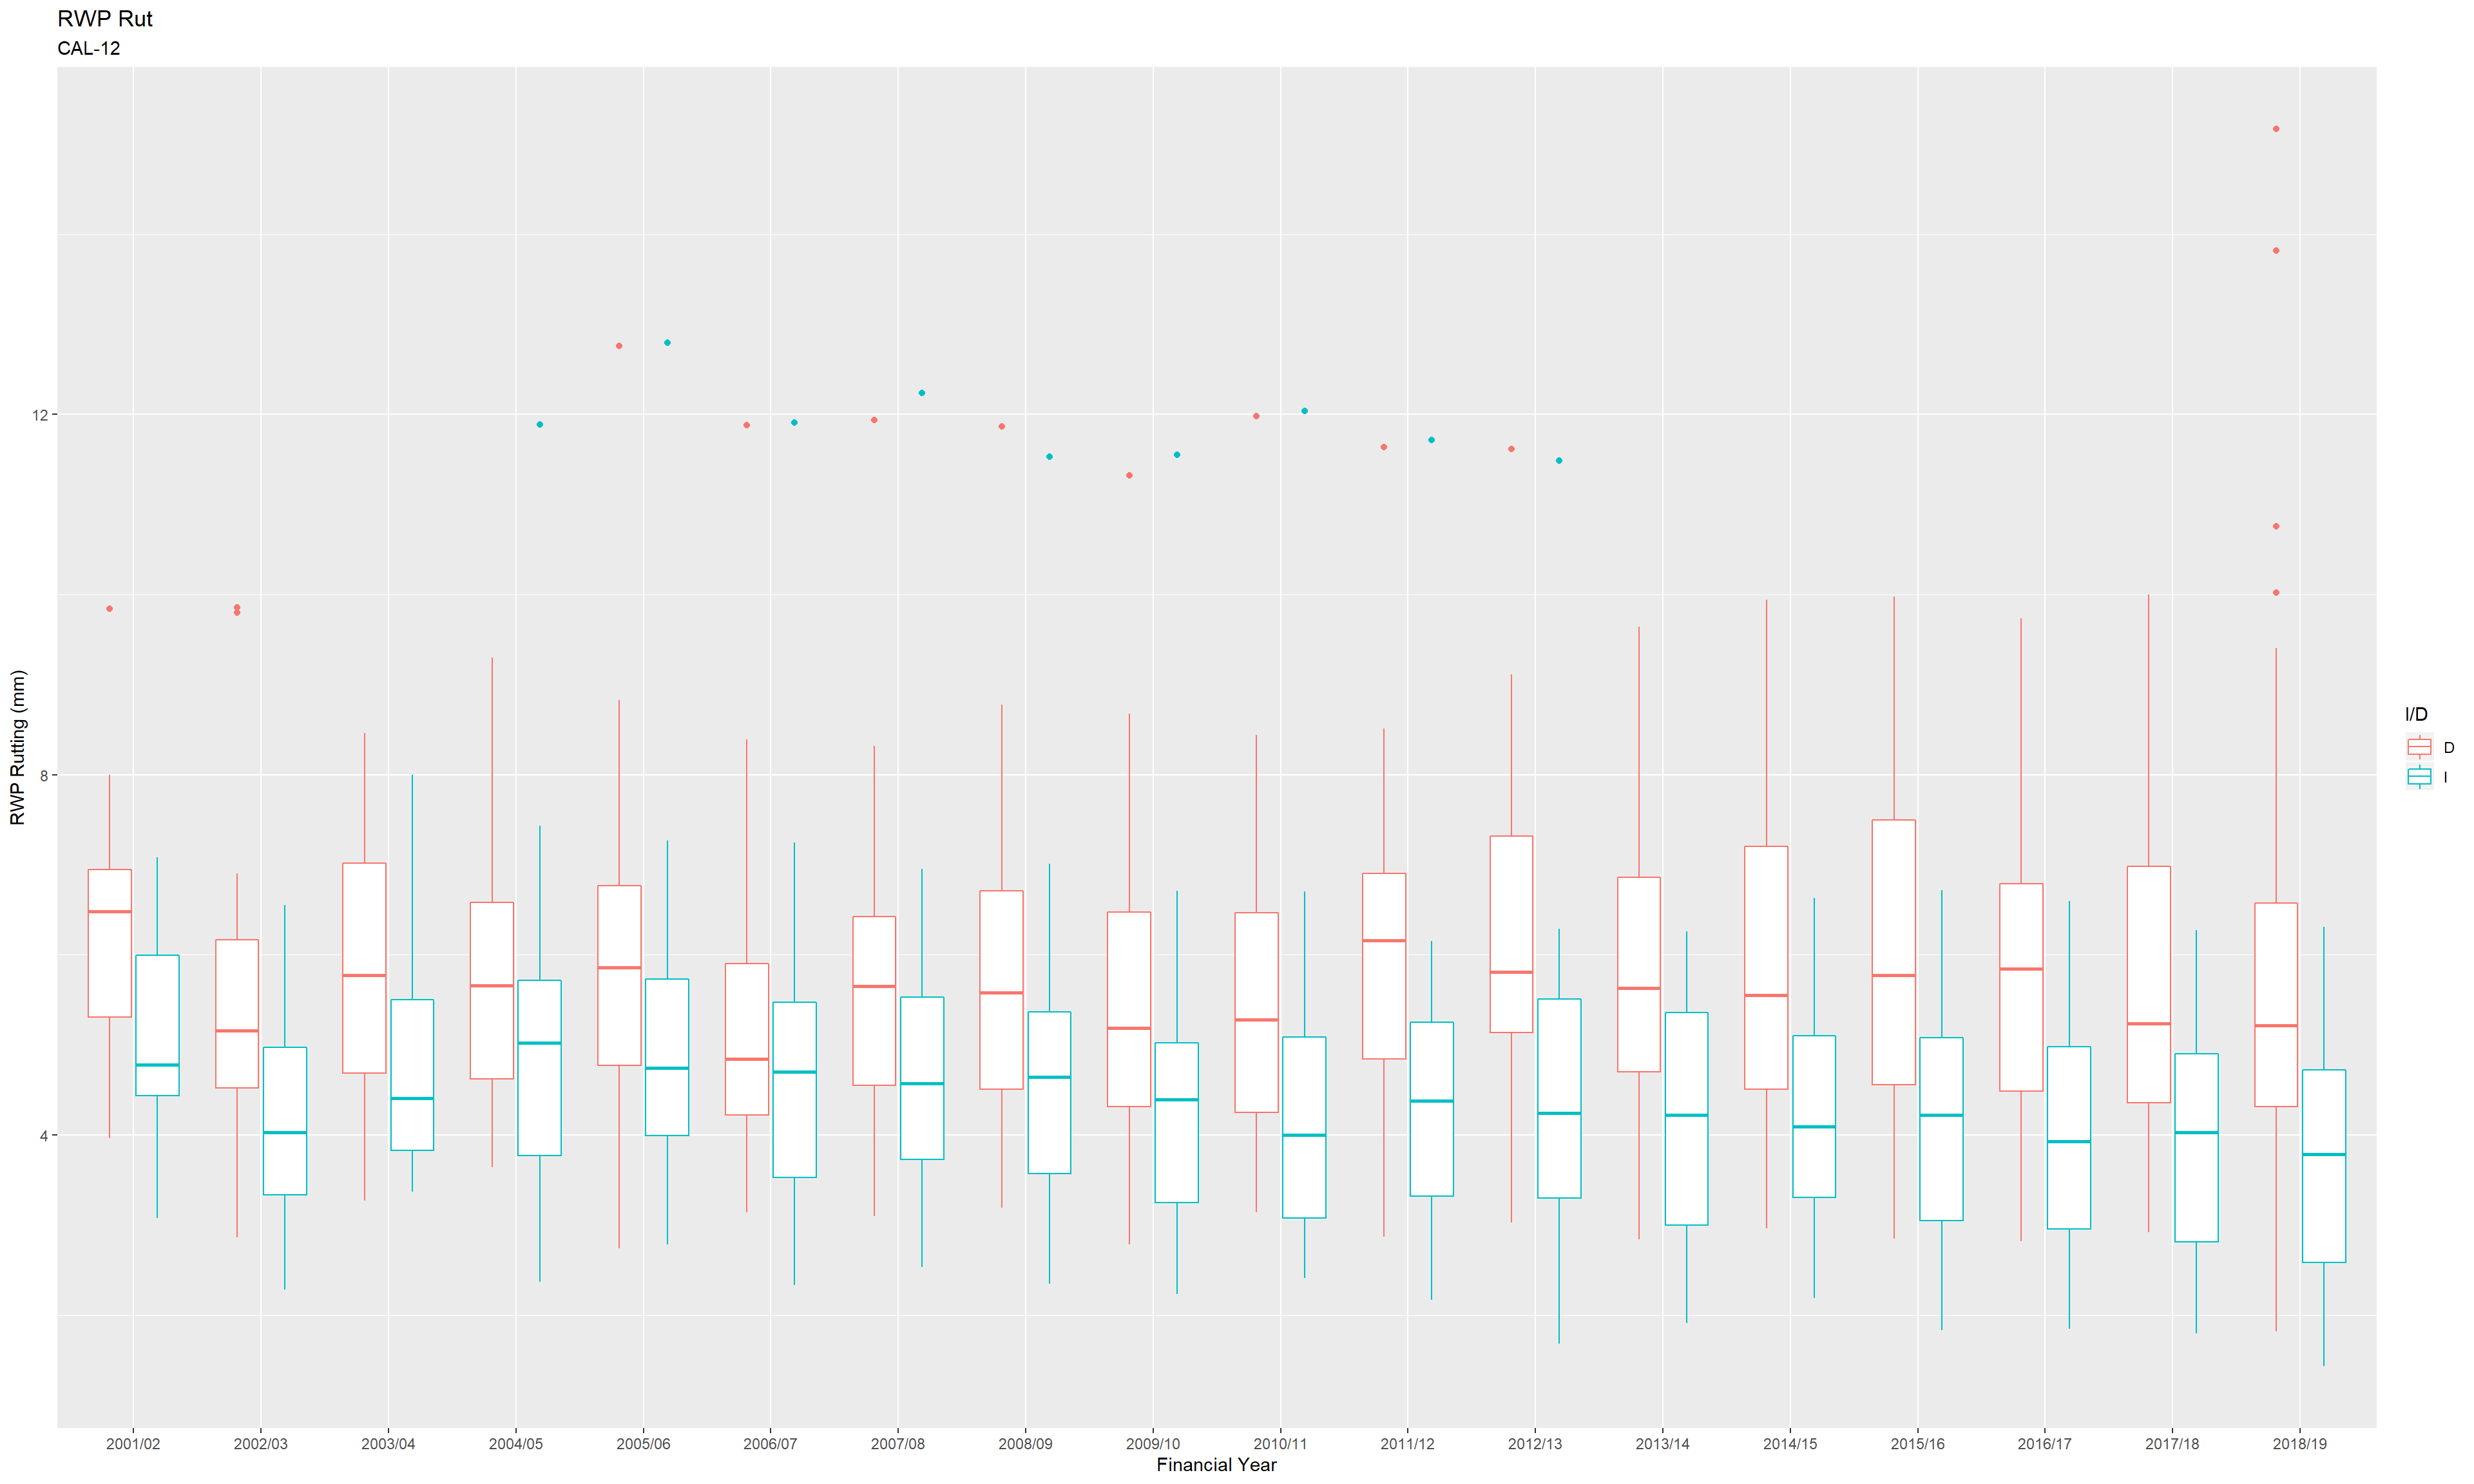 RWP Rut
CAL-12
RWP Rutting (mm)
12
8
4
2001/02 2002/03 2003/04 2004/05 2005/06 2006/07 2007/08 2008/09 2009/10 2010/11 2011/12 2012/13 2013/14 2014/15 2015/16 2016/17 2017/18 2018/19
Financial Year
I/D
D
I